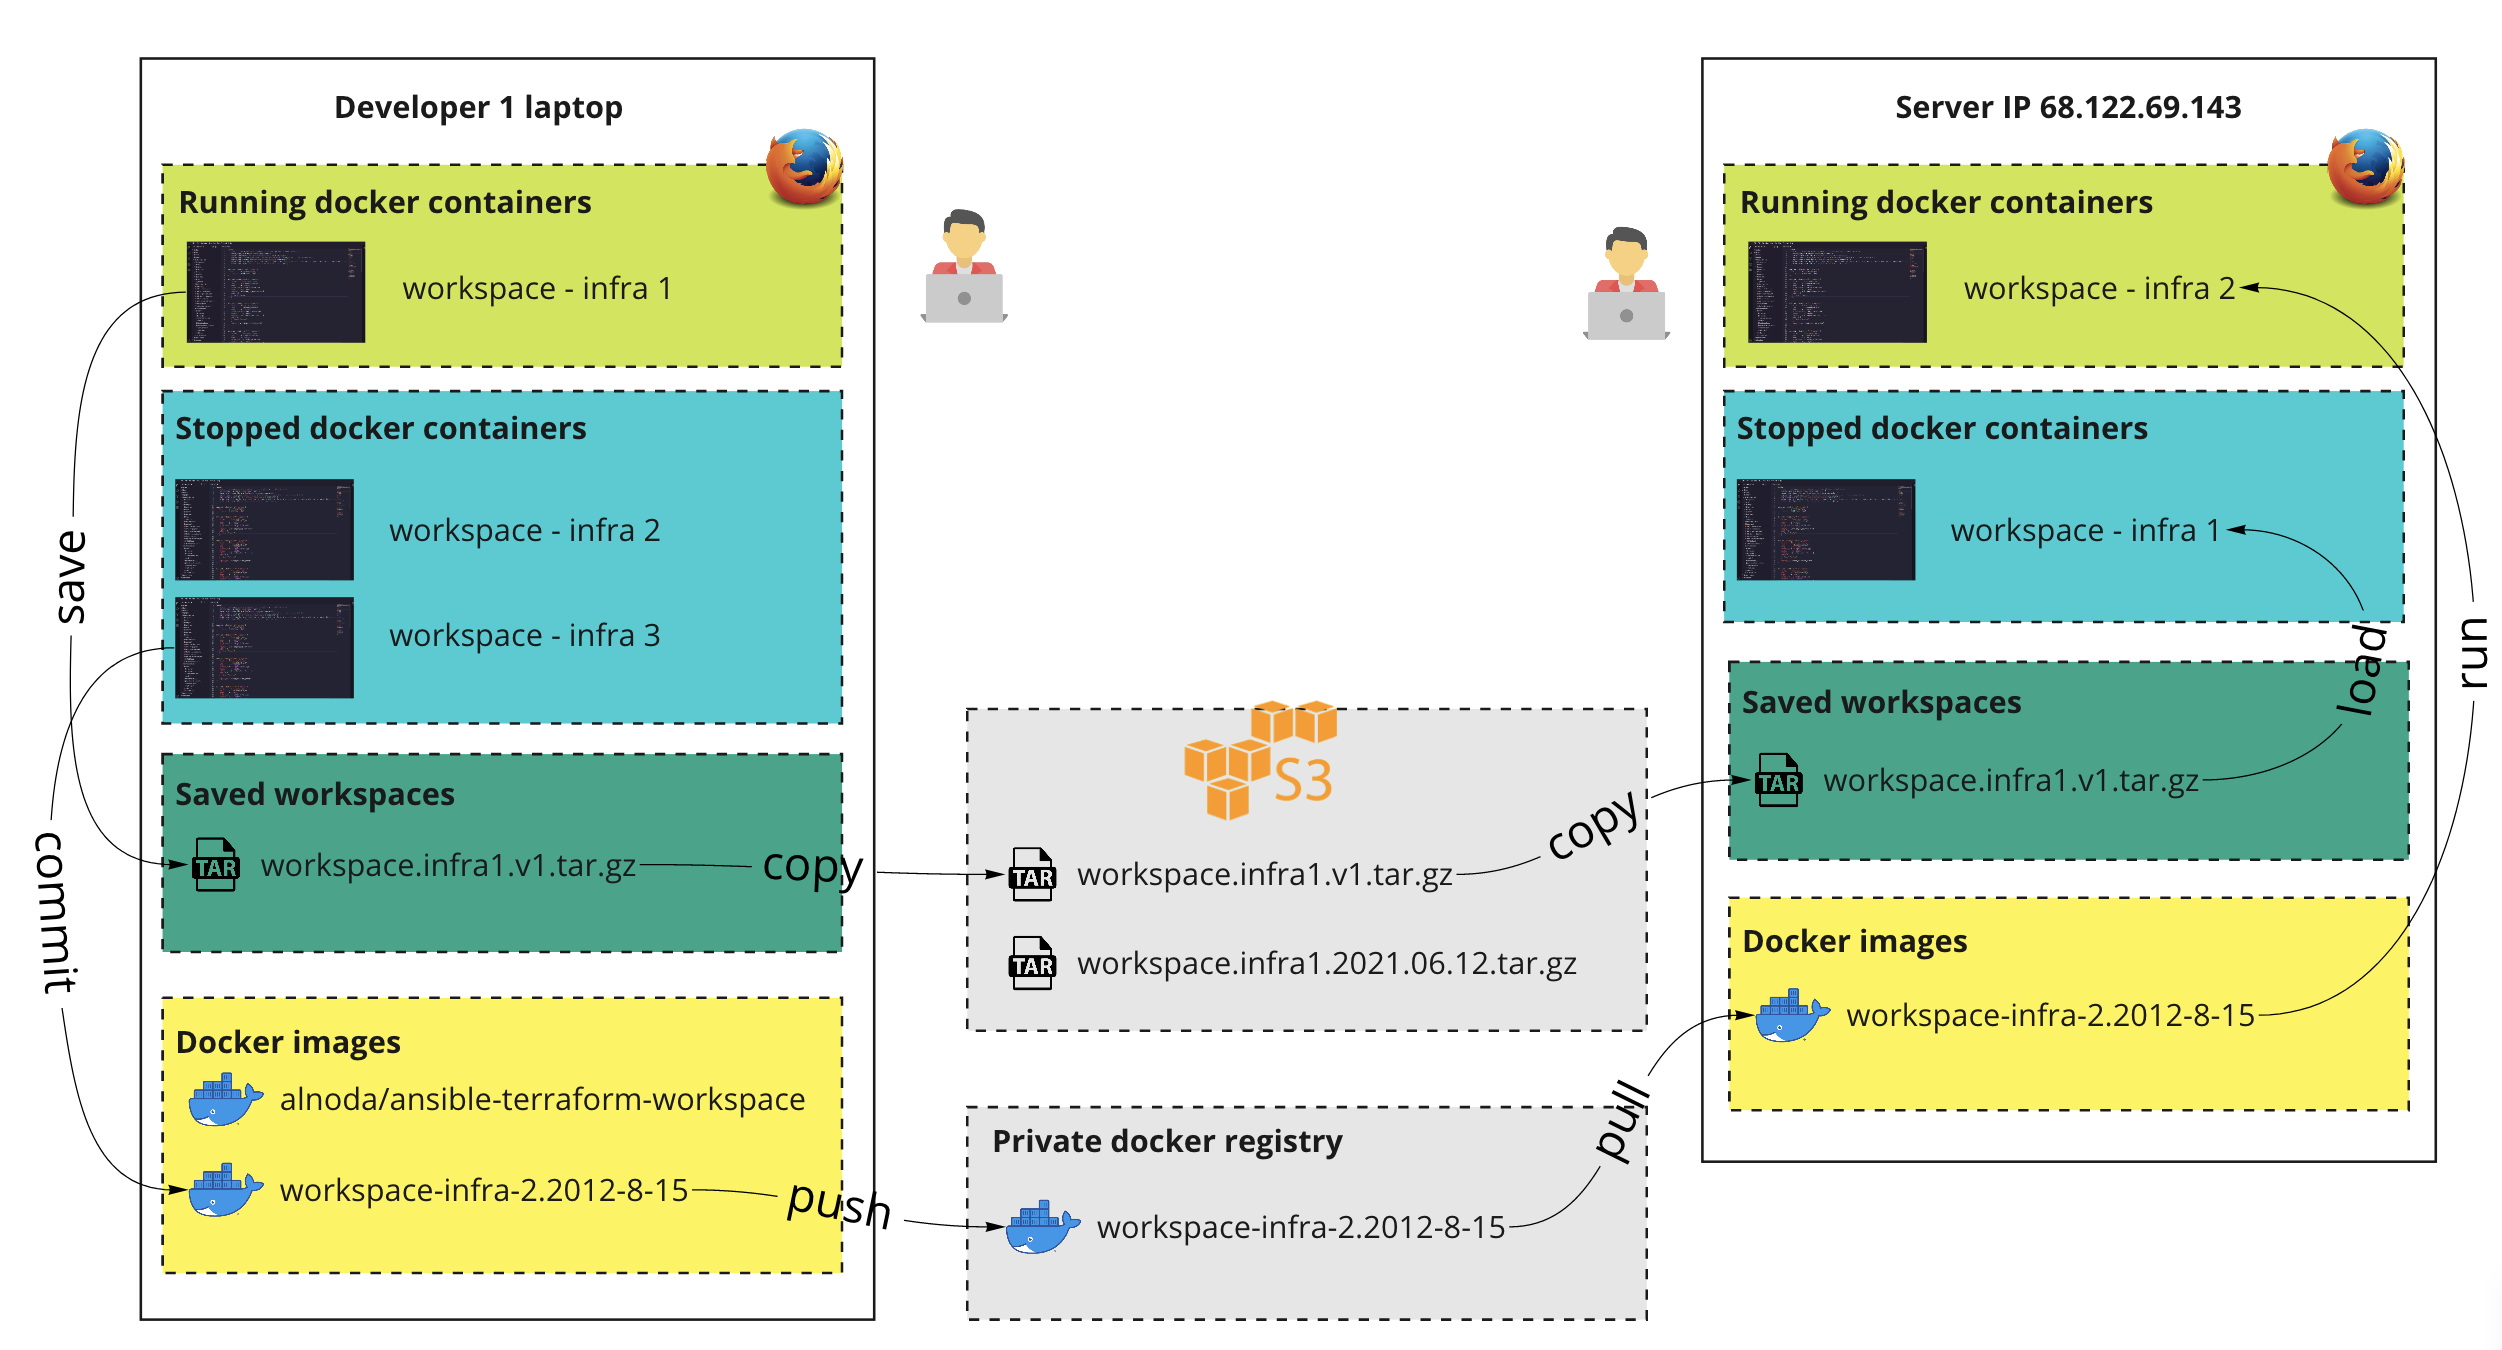 Developer 1 laptop
Running docker containers
workspace - infra 1
Stopped docker containers
workspace - infra 2
workspace - infra 3
Saved workspaces
TAR
workspace.infra1.v1.tar.gz
Docker images
alnoda/ansible-terraform-workspace
workspace-infra-2.2012-8-15
save
commit
copy
push
S3
TAR
workspace.infra1.v1.tar.gz
TAR
workspace.infra1.2021.06.12.tar.gz
Private docker registry
workspace-infra-2.2012-8-15
copy
pull
Server IP 68.122.69.143
Running docker containers
workspace - infra 2
Stopped docker containers
workspace - infra 1
Saved workspaces
TAR
workspace.infra1.v1.tar.gz
Docker images
workspace-infra-2.2012-8-15
load
run